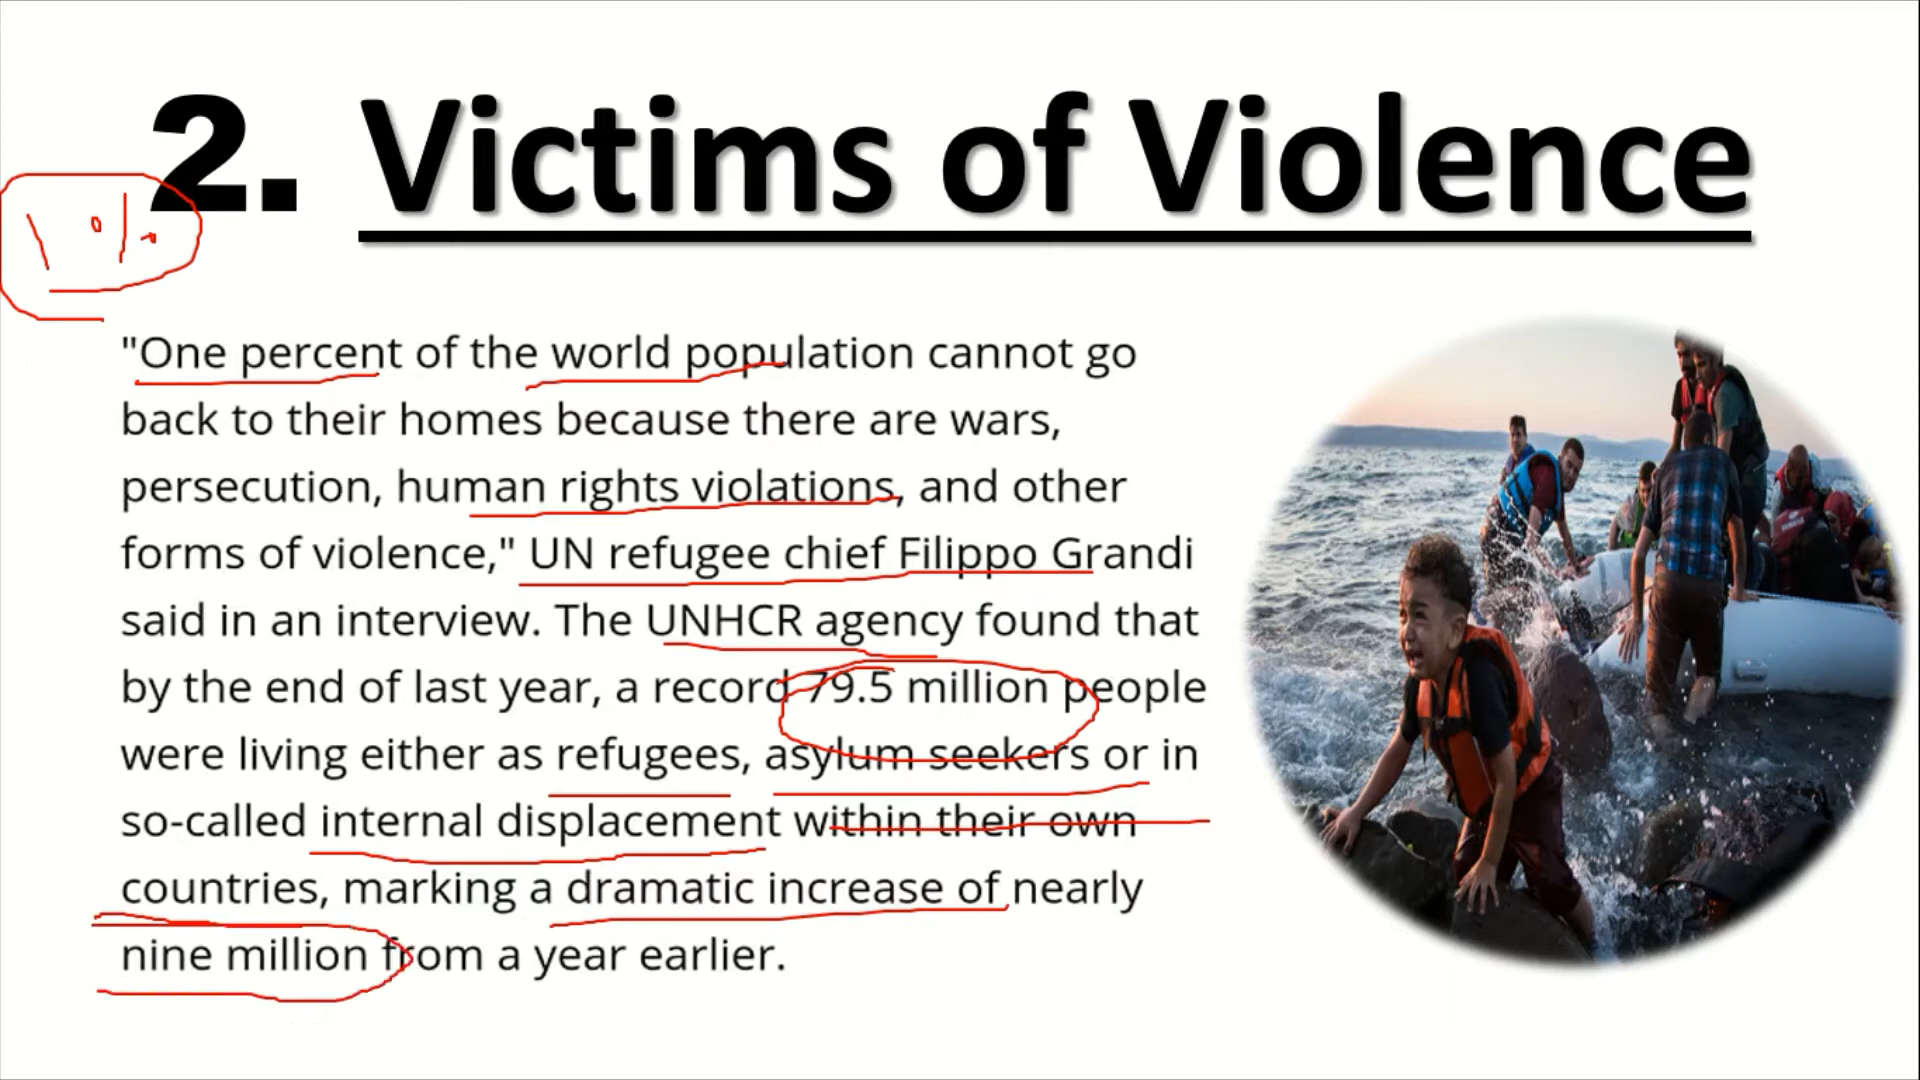 2. Victims of Violence
1%
"One percent of the world population cannot go
back to their homes because there are wars,
persecution, human rights violations, and other
forms of violence," UN refugee chief Filippo Grandi
said in an interview. The UNHCR agency found that
by the end of last year, a record 79.5 million people
were living either as refugees, asylum seekers or in
so-called internal displacement within their own
countries, marking a dramatic increase of nearly
nine million from a year earlier.